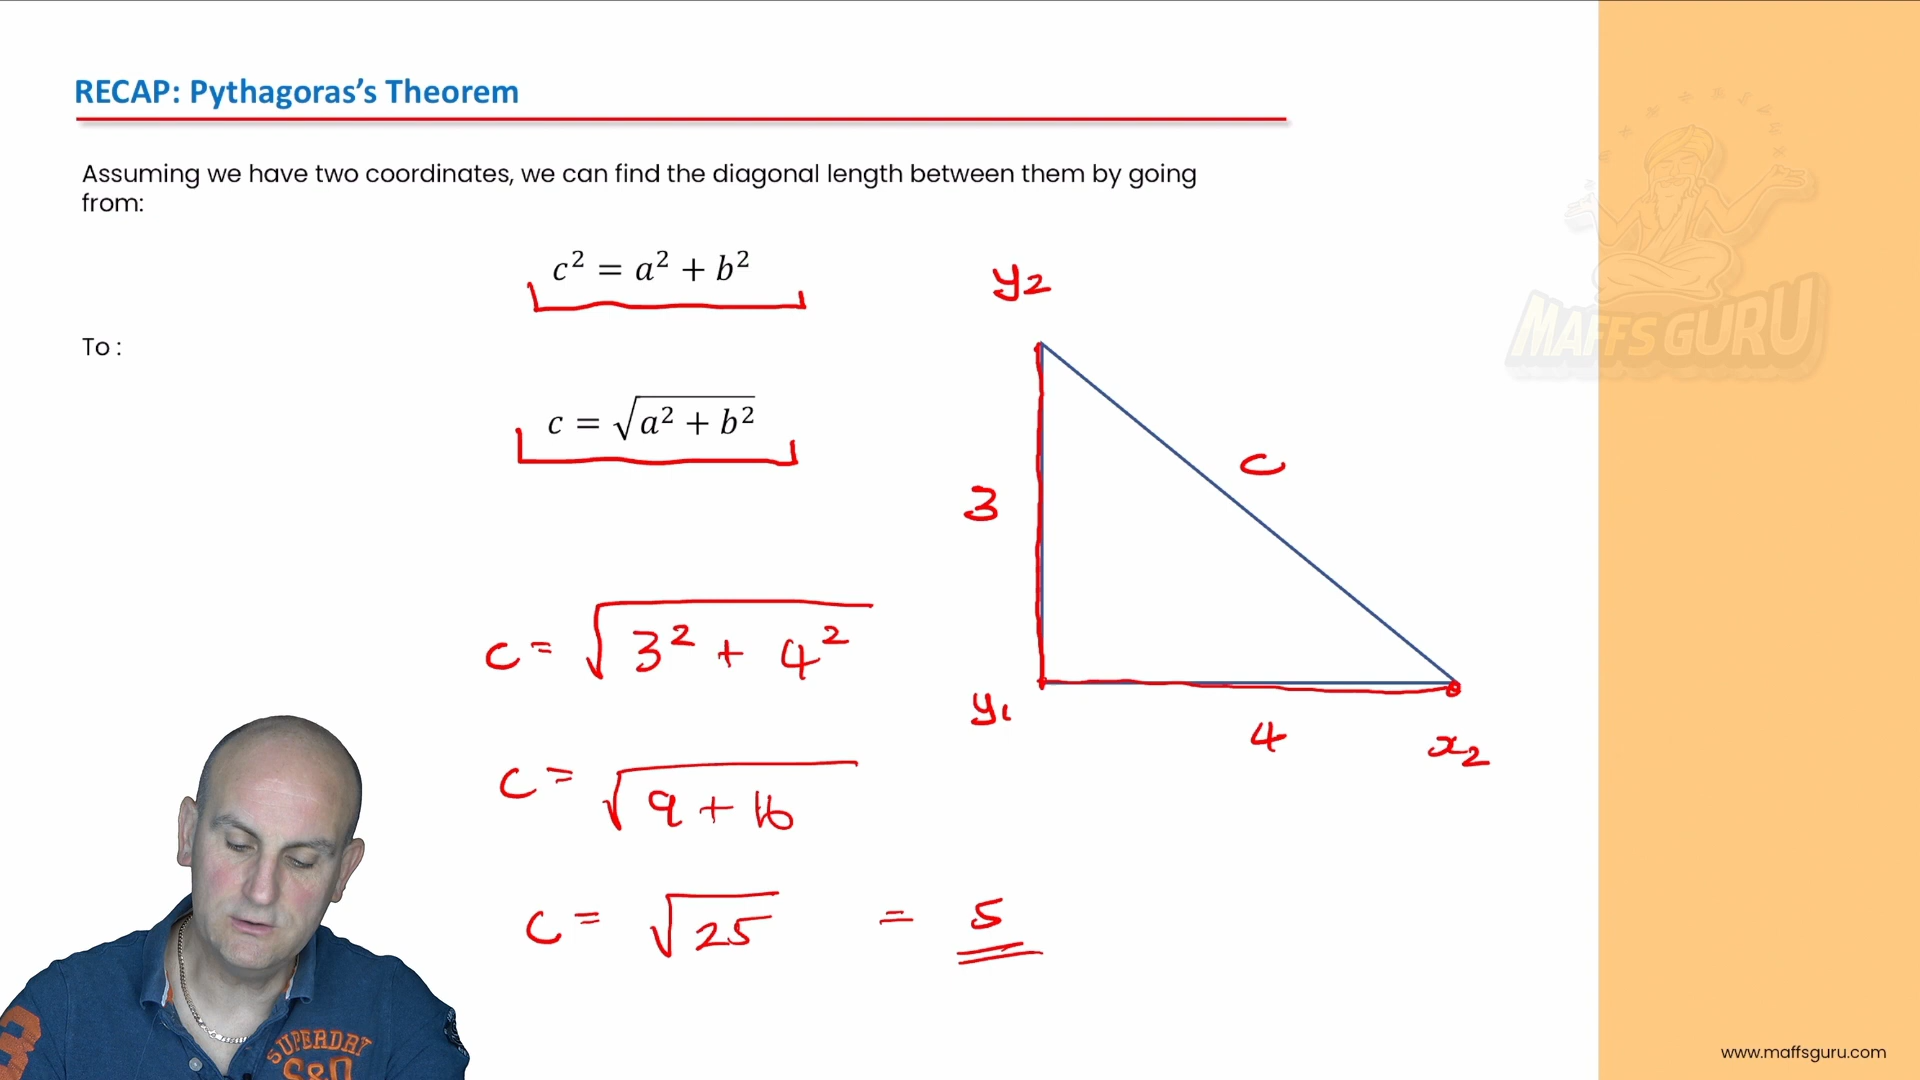 RECAP: Pythagoras’s Theorem
Assuming we have two coordinates, we can find the diagonal length between them by going
from:
c² = a² + b²
To :
c = √(a² + b²)
c = √(3² + 4²)
c = √(9 + 16)
c = √25 = 5
y2
c
3
y1
4
x2
MAFFS GURU
SUPERDRY
S&D
3
www.maffsguru.com